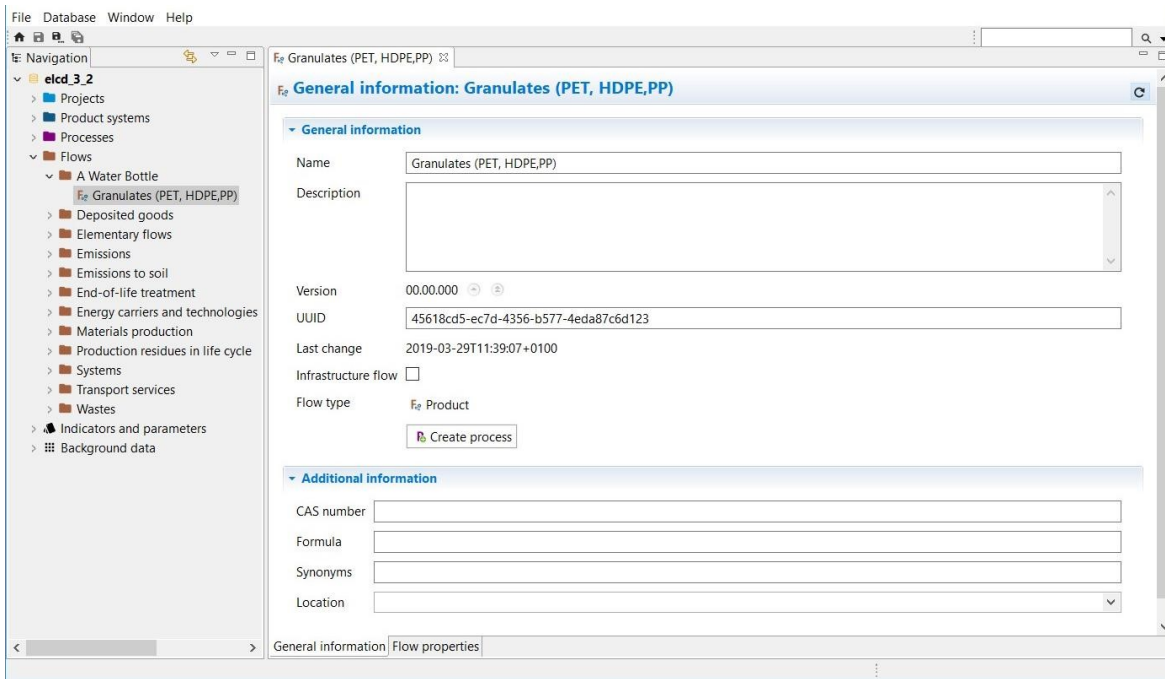 File Database Window Help
Navigation
elcd_3_2
Projects
Product systems
Processes
Flows
A Water Bottle
Granulates (PET, HDPE,PP)
Deposited goods
Elementary flows
Emissions
Emissions to soil
End-of-life treatment
Energy carriers and technologies
Materials production
Production residues in life cycle
Systems
Transport services
Wastes
Indicators and parameters
Background data
Granulates (PET, HDPE,PP)
General information: Granulates (PET, HDPE,PP)
General information
Name Granulates (PET, HDPE,PP)
Description
Version 00.00.000
UUID 45618cd5-ec7d-4356-b577-4eda87c6d123
Last change 2019-03-29T11:39:07+0100
Infrastructure flow
Flow type Product
Create process
Additional information
CAS number
Formula
Synonyms
Location
General information Flow properties